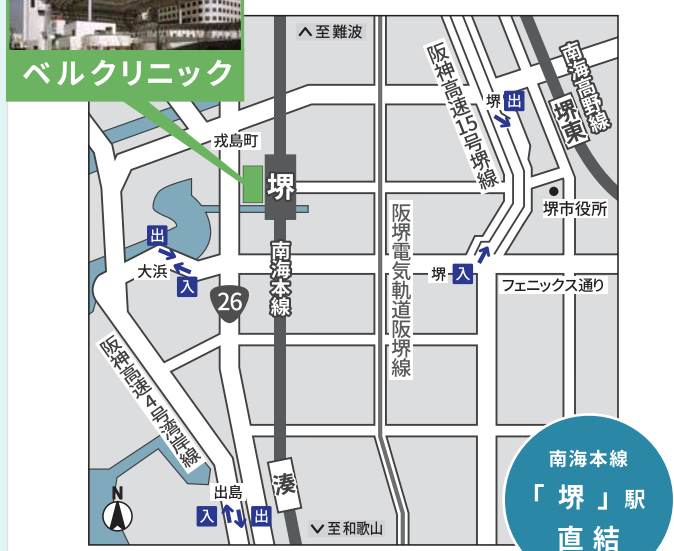 ベルクリニック
至難波
阪神高速15号堺線
堺
出
南海高野線
堺東
戎島町
堺
堺市役所
出
大浜
入
26
南海本線
阪堺電気軌道阪堺線
堺
入
フェニックス通り
阪神高速4号湾岸線
南海本線
「堺」駅
直結
湊
出島
入
出
N
至和歌山